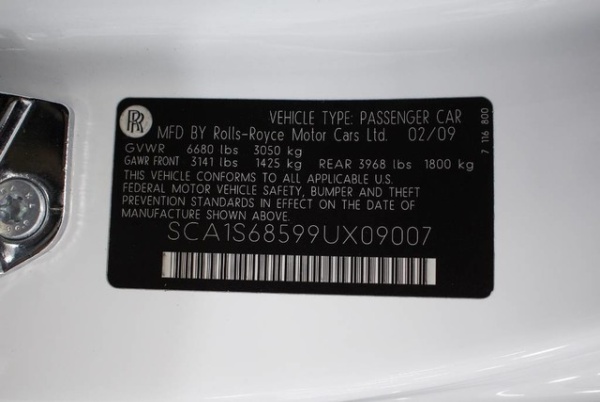 VEHICLE TYPE: PASSENGER CAR
MFD BY Rolls-Royce Motor Cars Ltd. 02/09
GVWR 6680 lbs 3050 kg
GAWR FRONT 3141 lbs 1425 kg REAR 3968 lbs 1800 kg
THIS VEHICLE CONFORMS TO ALL APPLICABLE U.S.
FEDERAL MOTOR VEHICLE SAFETY, BUMPER AND THEFT
PREVENTION STANDARDS IN EFFECT ON THE DATE OF
MANUFACTURE SHOWN ABOVE.
SCA1S68599UX09007
7 116 800
RR